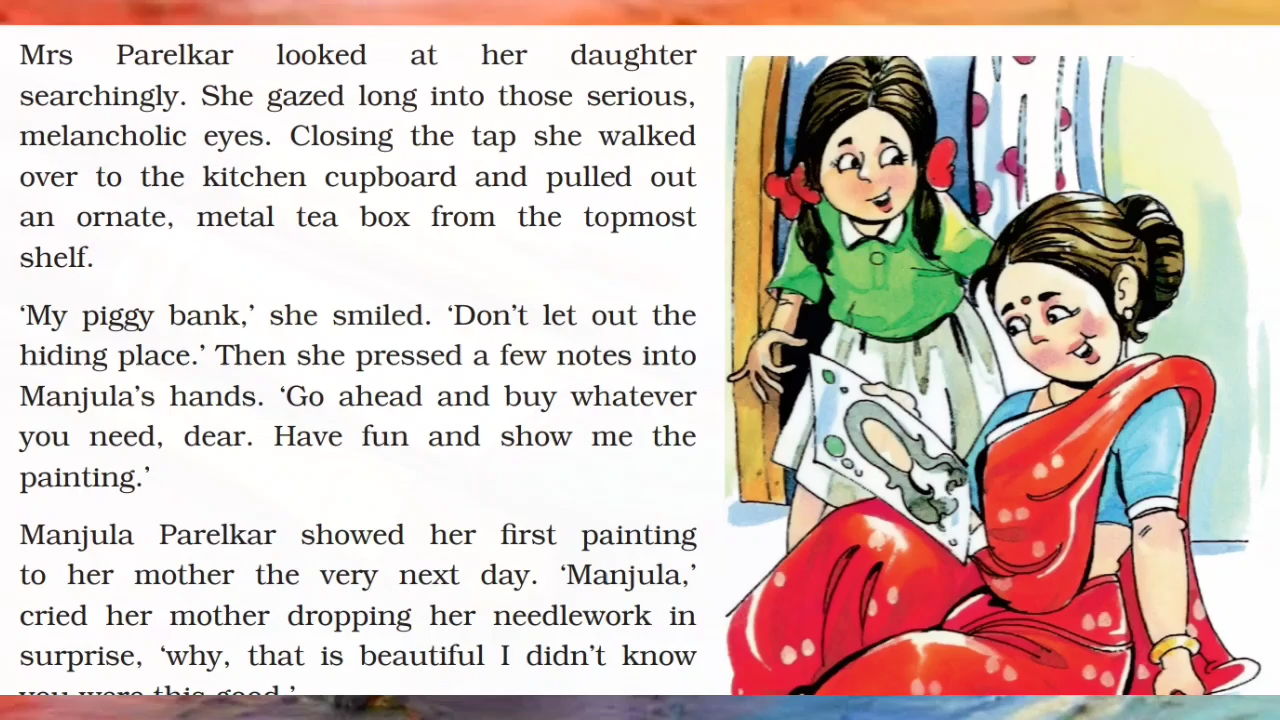 Mrs Parelkar looked at her daughter
searchingly. She gazed long into those serious,
melancholic eyes. Closing the tap she walked
over to the kitchen cupboard and pulled out
an ornate, metal tea box from the topmost
shelf.
‘My piggy bank,’ she smiled. ‘Don’t let out the
hiding place.’ Then she pressed a few notes into
Manjula’s hands. ‘Go ahead and buy whatever
you need, dear. Have fun and show me the
painting.’
Manjula Parelkar showed her first painting
to her mother the very next day. ‘Manjula,’
cried her mother dropping her needlework in
surprise, ‘why, that is beautiful I didn’t know
you were this good.’